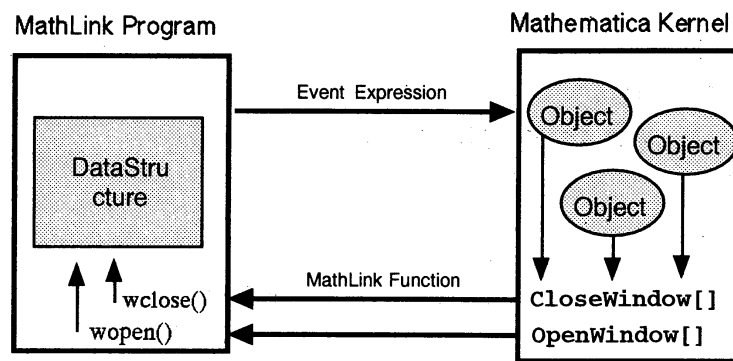 MathLink Program
Mathematica Kernel
Event Expression
Object
Object
Object
DataStru
cture
MathLink Function
wclose()
wopen()
CloseWindow[]
OpenWindow[]